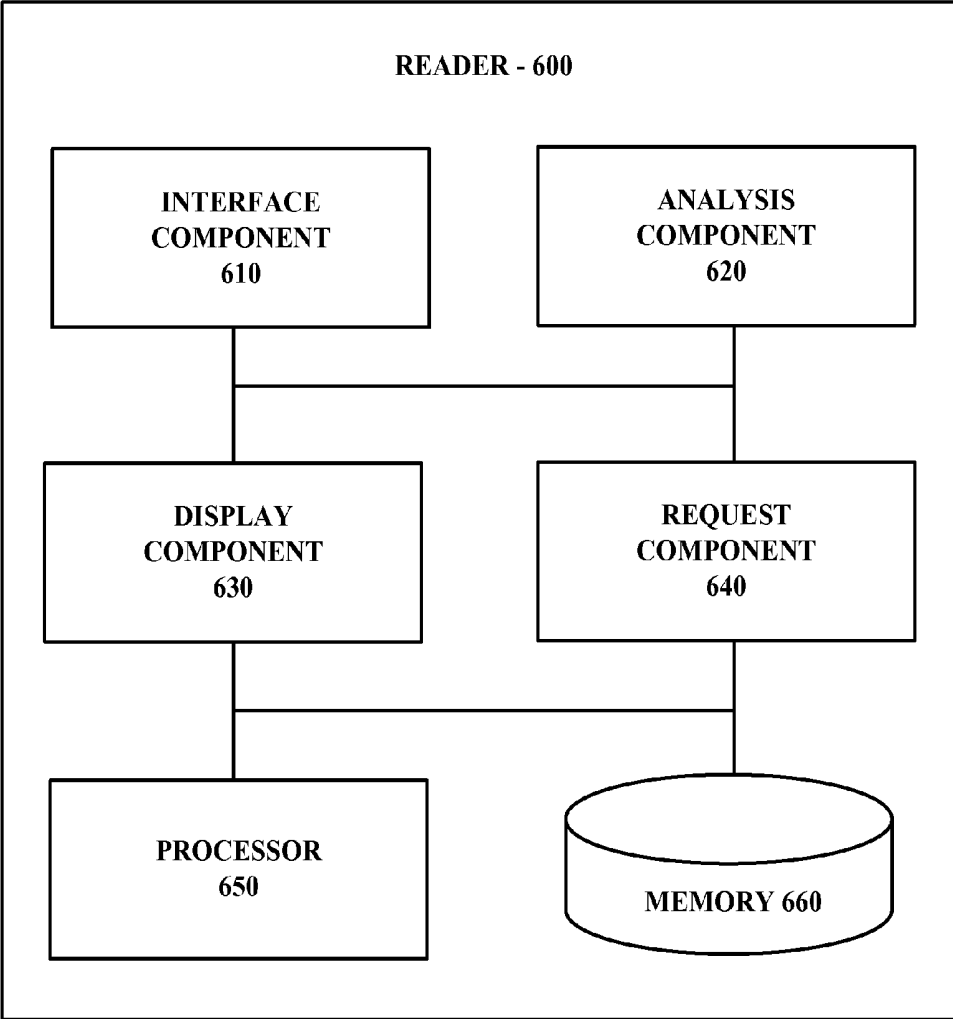 READER - 600
INTERFACE
COMPONENT
610
ANALYSIS
COMPONENT
620
DISPLAY
COMPONENT
630
REQUEST
COMPONENT
640
PROCESSOR
650
MEMORY 660